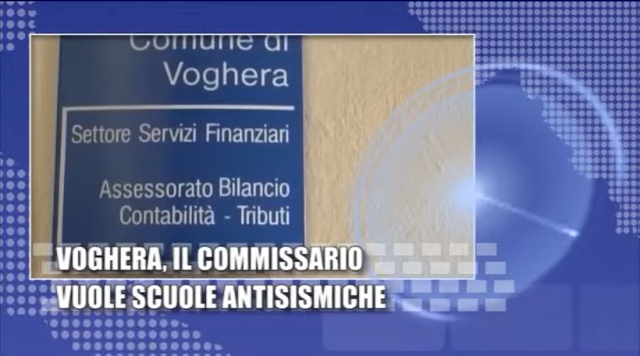 Comune di
Voghera
Settore Servizi Finanziari
Assessorato Bilancio
Contabilità - Tributi
VOGHERA, IL COMMISSARIO
VUOLE SCUOLE ANTISISMICHE